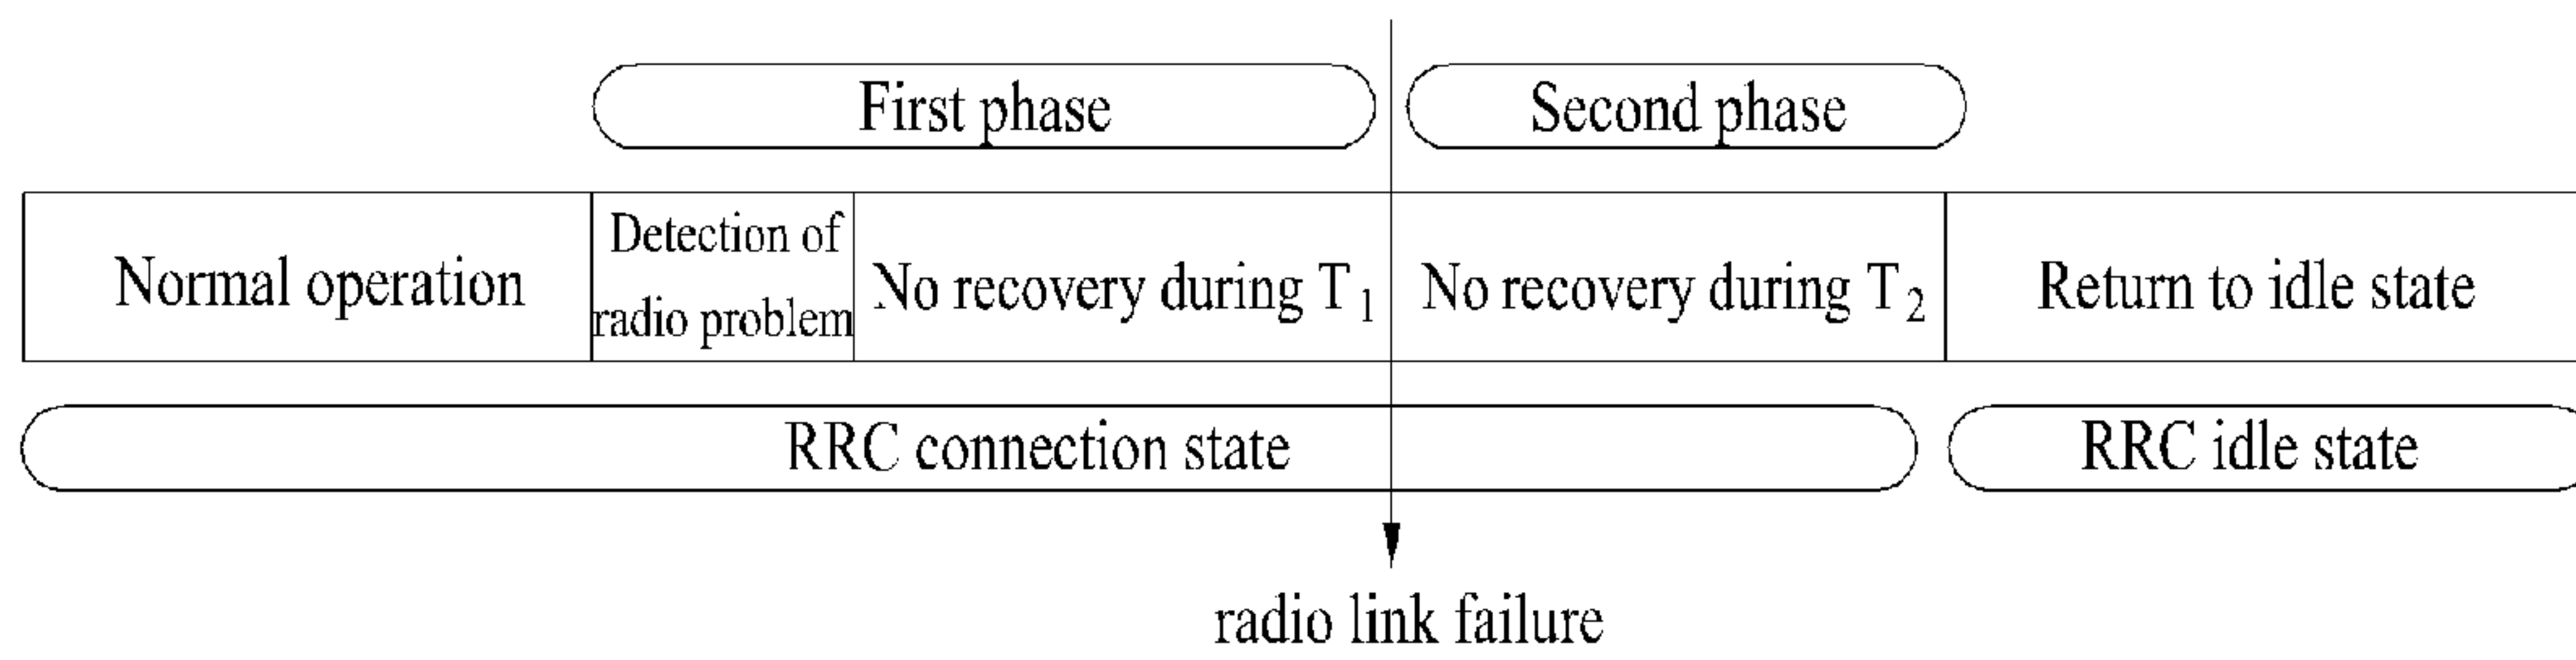 First phase
Second phase
Normal operation
Detection of
radio problem
No recovery during T1
No recovery during T2
Return to idle state
RRC connection state
RRC idle state
radio link failure